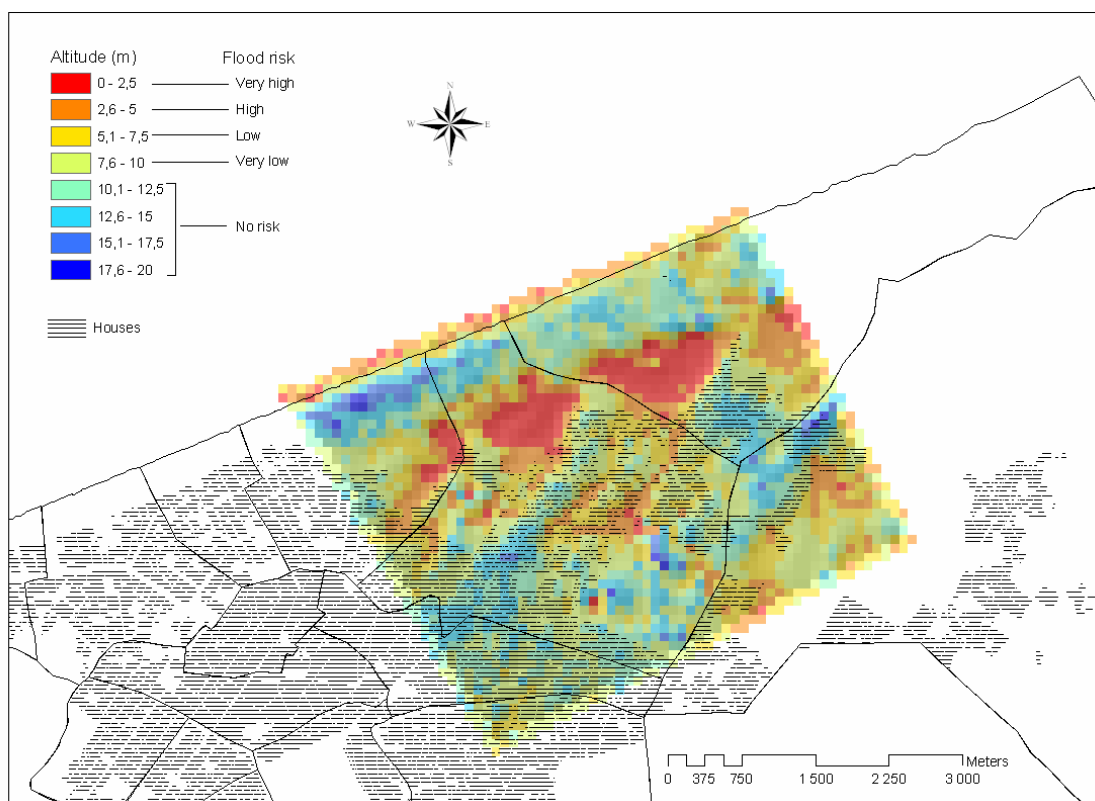 Altitude (m) Flood risk
0 - 2,5 Very high
2,6 - 5 High
5,1 - 7,5 Low
7,6 - 10 Very low
10,1 - 12,5
12,6 - 15
No risk
15,1 - 17,5
17,6 - 20
Houses
N
W E
S
Meters
0 375 750 1 500 2 250 3 000